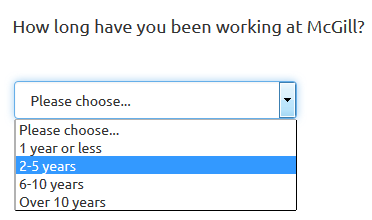 How long have you been working at McGill?
Please choose...
Please choose...
1 year or less
2-5 years
6-10 years
Over 10 years